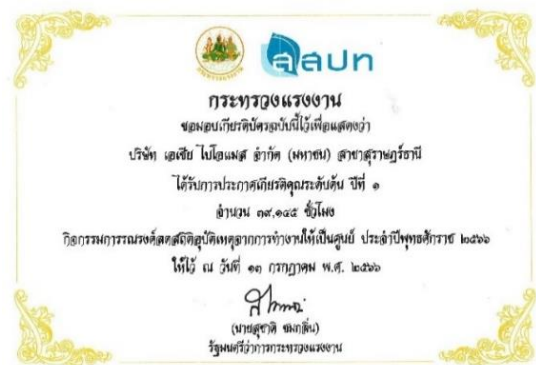 สสปท
กระทรวงแรงงาน
ขอมอบเกียรติบัตรฉบับนี้ไว้เพื่อแสดงว่า
บริษัท เอเชีย ไบโอแมส จำกัด (มหาชน) สาขาสุราษฎร์ธานี
ได้รับการประกาศเกียรติคุณระดับต้น ปีที่ ๑
จำนวน ๓๙,๑๔๕ ชั่วโมง
กิจกรรมการรณรงค์ลดสถิติอุบัติเหตุจากการทำงานให้เป็นศูนย์ ประจำปีพุทธศักราช ๒๕๖๖
ให้ไว้ ณ วันที่ ๑๓ กรกฎาคม พ.ศ. ๒๕๖๖
(นายสุชาติ ชมกลิ่น)
รัฐมนตรีว่าการกระทรวงแรงงาน